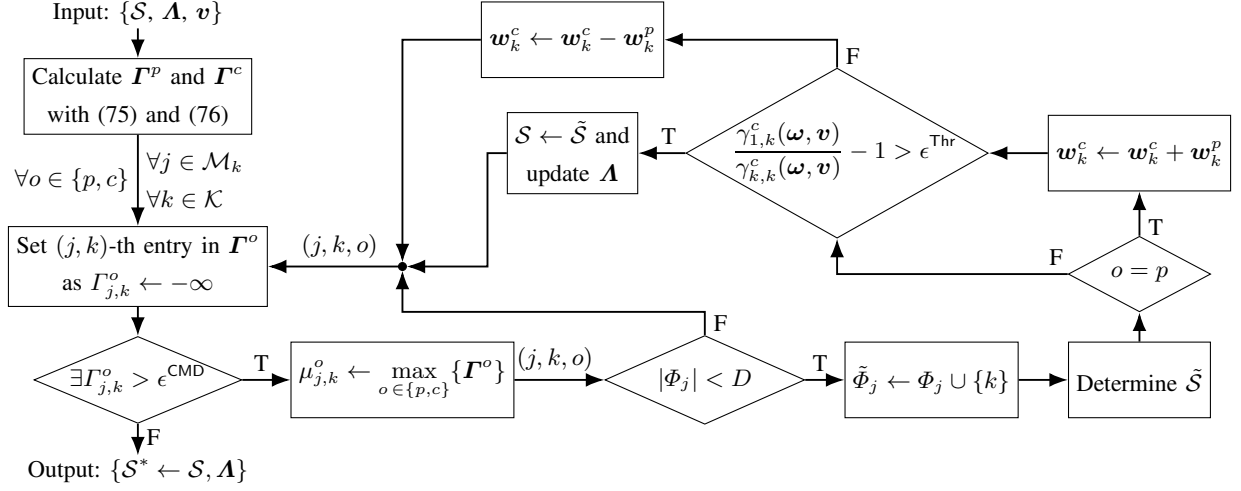 Input: {𝒮, 𝜦, 𝒗}
Calculate 𝜞^p and 𝜞^c
with (75) and (76)
∀o ∈ {p, c}
∀j ∈ ℳ_k
∀k ∈ 𝒦
Set (j, k)-th entry in 𝜞^o
as Γ^o_{j,k} ← −∞
(j, k, o)
∃Γ^o_{j,k} > ϵ^CMD
T
F
Output: {𝒮* ← 𝒮, 𝜦}
μ^o_{j,k} ← max_{o∈{p,c}} {𝜞^o}
(j, k, o)
|Φ_j| < D
F
T
Φ̃_j ← Φ_j ∪ {k}
Determine 𝒮̃
o = p
T
F
𝒘^c_k ← 𝒘^c_k + 𝒘^p_k
γ^c_{1,k}(𝝎, 𝒗) / γ^c_{k,k}(𝝎, 𝒗) − 1 > ϵ^Thr
T
F
𝒮 ← 𝒮̃ and
update 𝜦
𝒘^c_k ← 𝒘^c_k − 𝒘^p_k